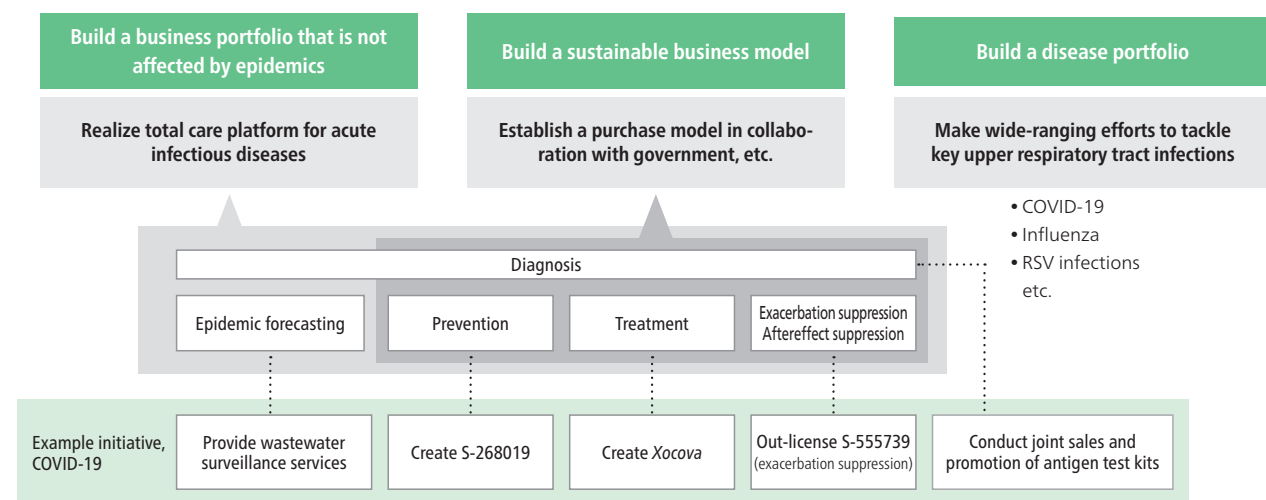 Build a business portfolio that is not
affected by epidemics
Build a sustainable business model
Build a disease portfolio
Realize total care platform for acute
infectious diseases
Establish a purchase model in collabo-
ration with government, etc.
Make wide-ranging efforts to tackle
key upper respiratory tract infections
• COVID-19
• Influenza
• RSV infections
etc.
Diagnosis
Epidemic forecasting
Prevention
Treatment
Exacerbation suppression
Aftereffect suppression
Example initiative,
COVID-19
Provide wastewater
surveillance services
Create S-268019
Create Xocova
Out-license S-555739
(exacerbation suppression)
Conduct joint sales and
promotion of antigen test kits